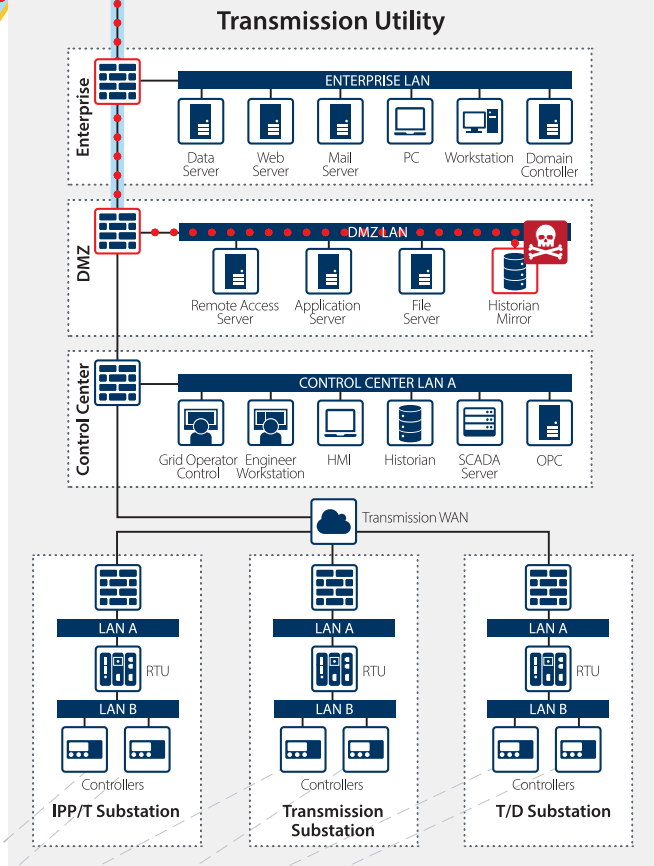 Transmission Utility
Enterprise
ENTERPRISE LAN
Data
Server
Web
Server
Mail
Server
PC
Workstation
Domain
Controller
DMZ
DMZ LAN
Remote Access
Server
Application
Server
File
Server
Historian
Mirror
Control Center
CONTROL CENTER LAN A
Grid Operator
Control
Engineer
Workstation
HMI
Historian
SCADA
Server
OPC
Transmission WAN
LAN A
RTU
LAN B
Controllers
IPP/T Substation
LAN A
RTU
LAN B
Controllers
Transmission
Substation
LAN A
RTU
LAN B
Controllers
T/D Substation